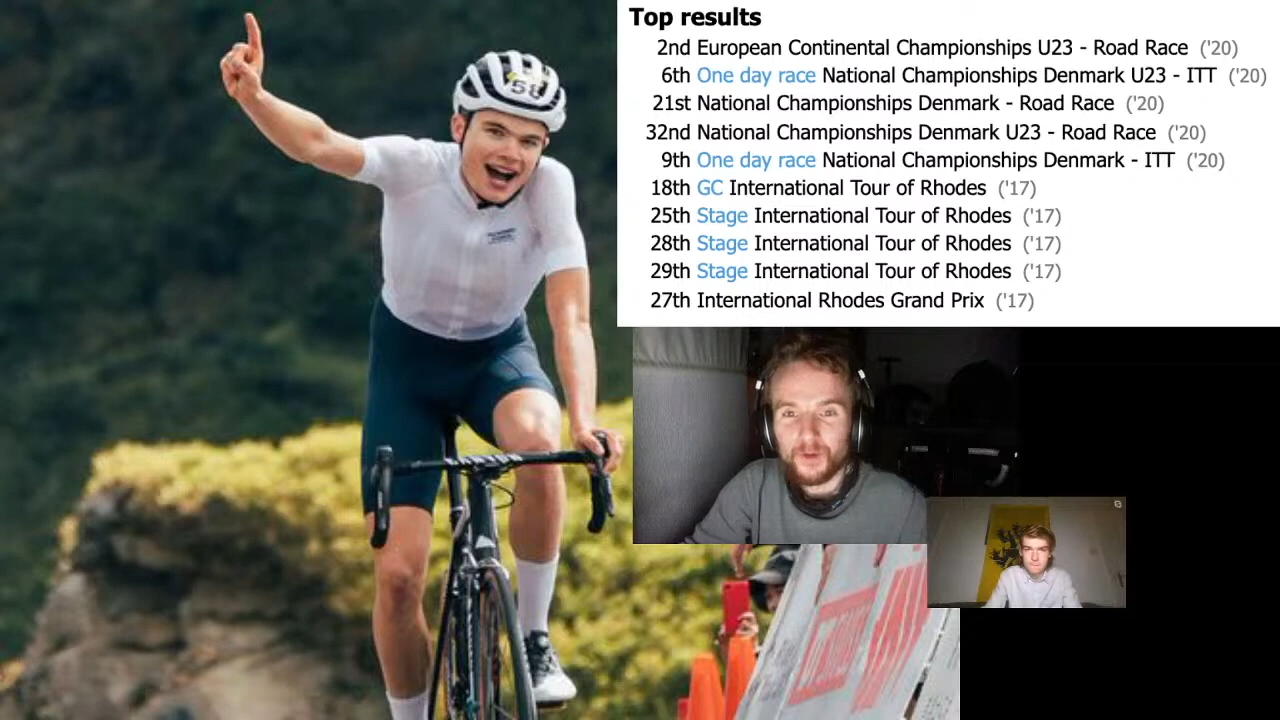 Top results
2nd European Continental Championships U23 - Road Race ('20)
6th One day race National Championships Denmark U23 - ITT ('20)
21st National Championships Denmark - Road Race ('20)
32nd National Championships Denmark U23 - Road Race ('20)
9th One day race National Championships Denmark - ITT ('20)
18th GC International Tour of Rhodes ('17)
25th Stage International Tour of Rhodes ('17)
28th Stage International Tour of Rhodes ('17)
29th Stage International Tour of Rhodes ('17)
27th International Rhodes Grand Prix ('17)
58